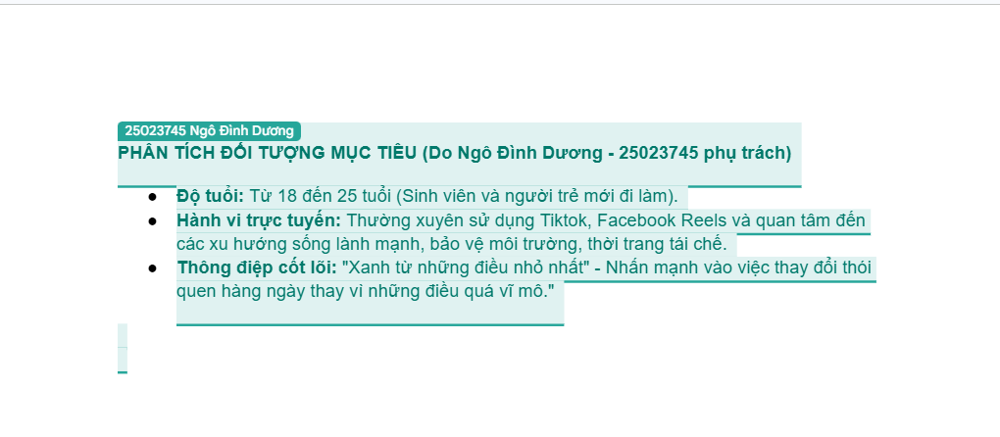 25023745 Ngô Đình Dương
PHÂN TÍCH ĐỐI TƯỢNG MỤC TIÊU (Do Ngô Đình Dương - 25023745 phụ trách)
● Độ tuổi: Từ 18 đến 25 tuổi (Sinh viên và người trẻ mới đi làm).
● Hành vi trực tuyến: Thường xuyên sử dụng Tiktok, Facebook Reels và quan tâm đến
các xu hướng sống lành mạnh, bảo vệ môi trường, thời trang tái chế.
● Thông điệp cốt lõi: "Xanh từ những điều nhỏ nhất" - Nhấn mạnh vào việc thay đổi thói
quen hàng ngày thay vì những điều quá vĩ mô."